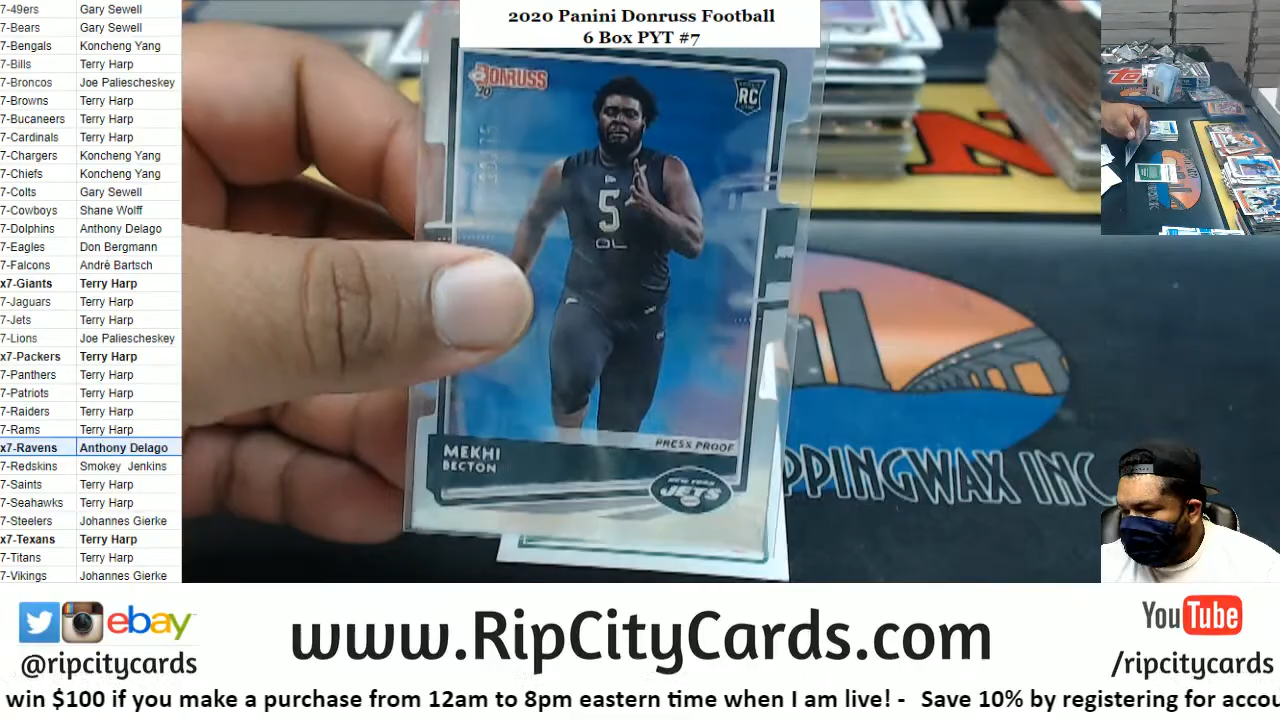 7-49ers Gary Sewell
7-Bears Gary Sewell
7-Bengals Koncheng Yang
7-Bills Terry Harp
7-Broncos Joe Paliescheskey
7-Browns Terry Harp
7-Bucaneers Terry Harp
7-Cardinals Terry Harp
7-Chargers Koncheng Yang
7-Chiefs Koncheng Yang
7-Colts Gary Sewell
7-Cowboys Shane Wolff
7-Dolphins Anthony Delago
7-Eagles Don Bergmann
7-Falcons Andrè Bartsch
x7-Giants Terry Harp
7-Jaguars Terry Harp
7-Jets Terry Harp
7-Lions Joe Paliescheskey
x7-Packers Terry Harp
7-Panthers Terry Harp
7-Patriots Terry Harp
7-Raiders Terry Harp
7-Rams Terry Harp
x7-Ravens Anthony Delago
7-Redskins Smokey Jenkins
7-Saints Terry Harp
7-Seahawks Terry Harp
7-Steelers Johannes Gierke
x7-Texans Terry Harp
7-Titans Terry Harp
7-Vikings Johannes Gierke
2020 Panini Donruss Football
6 Box PYT #7
DONRUSS
20
RC
5
OL
PRESS PROOF
MEKHI
BECTON
NEW YORK
JETS
PPINGWAX INC
ebay
@ripcitycards
www.RipCityCards.com
YouTube
/ripcitycards
win $100 if you make a purchase from 12am to 8pm eastern time when I am live! - Save 10% by registering for accou